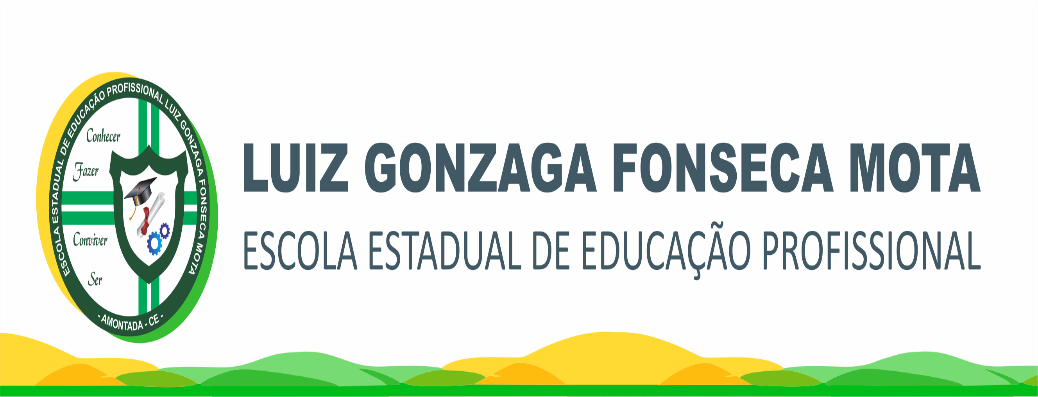 ESCOLA ESTADUAL DE EDUCAÇÃO PROFISSIONAL LUIZ GONZAGA FONSECA MOTA
Conhecer
Fazer
Conviver
Ser
- AMONTADA - CE -
LUIZ GONZAGA FONSECA MOTA
ESCOLA ESTADUAL DE EDUCAÇÃO PROFISSIONAL